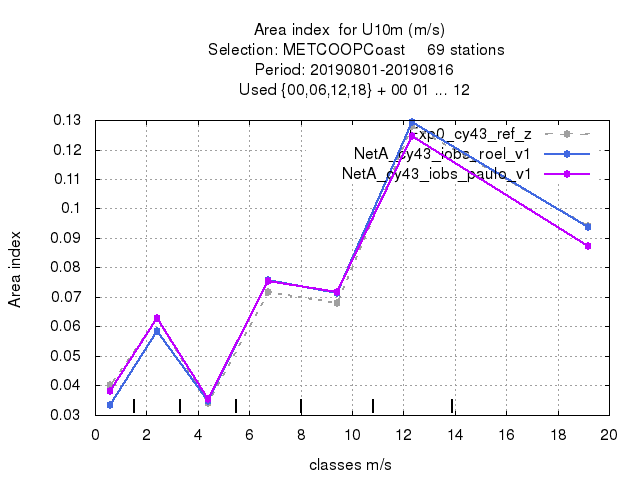 Area index  for U10m (m/s)
Selection: METCOOPCoast     69 stations
Period: 20190801-20190816
Used {00,06,12,18} + 00 01 ... 12
0.13
0.12
0.11
0.1
0.09
0.08
0.07
0.06
0.05
0.04
0.03
Exp0_cy43_ref_z
NetA_cy43_iobs_roel_v1
NetA_cy43_iobs_paulo_v1
Area index
0 2 4 6 8 10 12 14 16 18 20
classes m/s